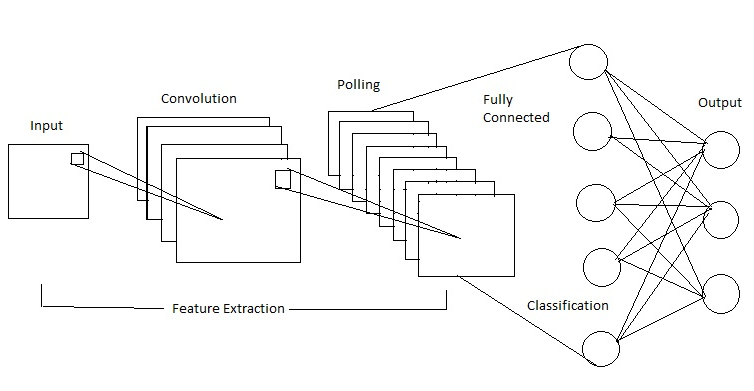 Input
Convolution
Polling
Fully
Connected
Output
Feature Extraction
Classification